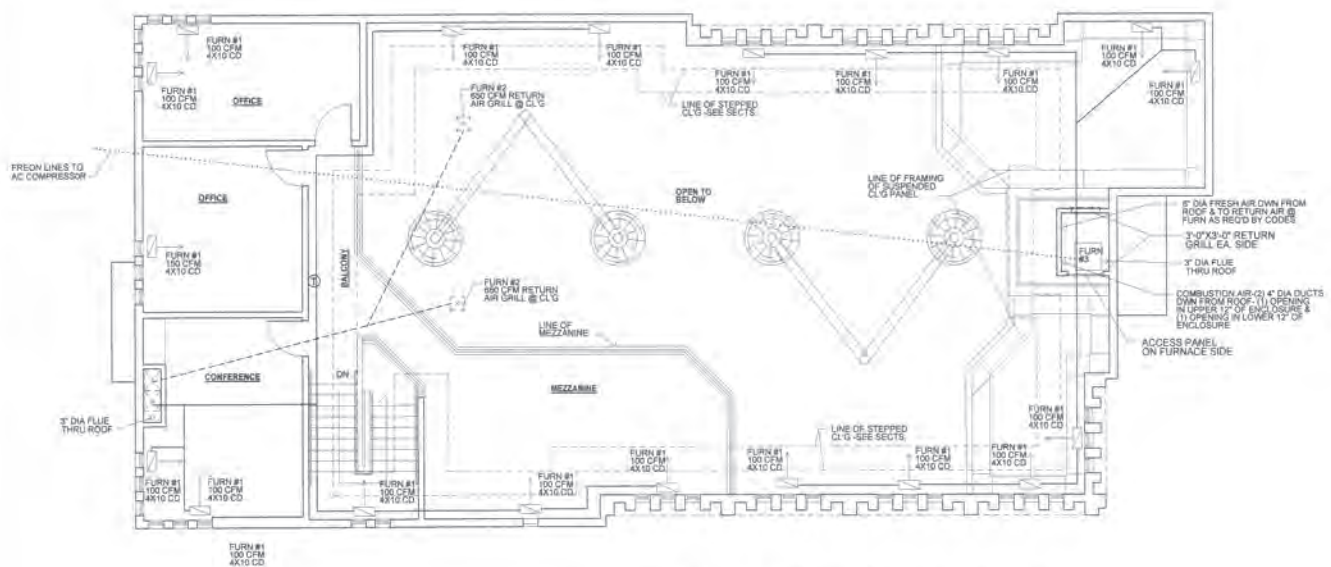 FURN #1
100 CFM
4X10 CD
FURN #1
100 CFM
4X10 CD
OFFICE
FURN #1
100 CFM
4X10 CD
FURN #1
100 CFM
4X10 CD
FURN #2
650 CFM RETURN
AIR GRILL @ CL'G
FURN #1
100 CFM
4X10 CD
FURN #1
100 CFM
4X10 CD
FURN #1
100 CFM
4X10 CD
FURN #1
100 CFM
4X10 CD
FURN #1
100 CFM
4X10 CD
LINE OF STEPPED
CL'G -SEE SECTS.
FREON LINES TO
AC COMPRESSOR
OFFICE
FURN #1
150 CFM
4X10 CD
BALCONY
T
OPEN TO
BELOW
LINE OF FRAMING
OF SUSPENDED
CL'G PANEL
6" DIA FRESH AIR DWN FROM
ROOF & TO RETURN AIR @
FURN AS REQ'D BY CODES
3'-0"X3'-0" RETURN
GRILL EA. SIDE
FURN
#3
3" DIA FLUE
THRU ROOF
COMBUSTION AIR-(2) 4" DIA DUCTS
DWN FROM ROOF- (1) OPENING
IN UPPER 12" OF ENCLOSURE &
(1) OPENING IN LOWER 12" OF
ENCLOSURE
ACCESS PANEL
ON FURNACE SIDE
FURN #2
650 CFM RETURN
AIR GRILL @ CL'G
LINE OF
MEZZANINE
CONFERENCE
DN
MEZZANINE
3" DIA FLUE
THRU ROOF
LINE OF STEPPED
CL'G -SEE SECTS.
FURN #1
100 CFM
4X10 CD
FURN #1
100 CFM
4X10 CD
FURN #1
100 CFM
4X10 CD
FURN #1
100 CFM
4X10 CD
FURN #1
100 CFM
4X10 CD
FURN #1
100 CFM
4X10 CD
FURN #1
100 CFM
4X10 CD
FURN #1
100 CFM
4X10 CD
FURN #1
100 CFM
4X10 CD
FURN #1
100 CFM
4X10 CD